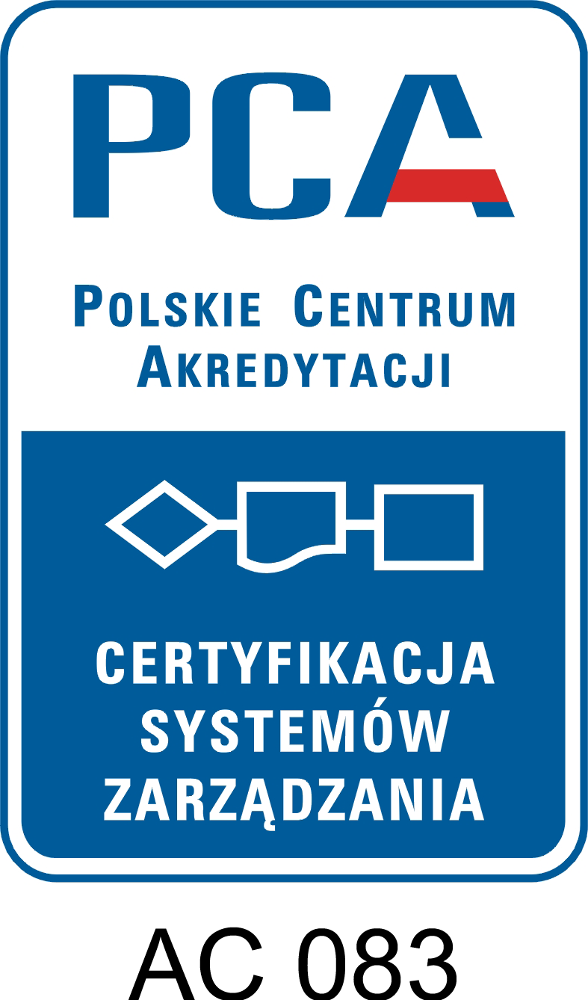 PCA
POLSKIE CENTRUM
AKREDYTACJI
CERTYFIKACJA
SYSTEMÓW
ZARZĄDZANIA
AC 083